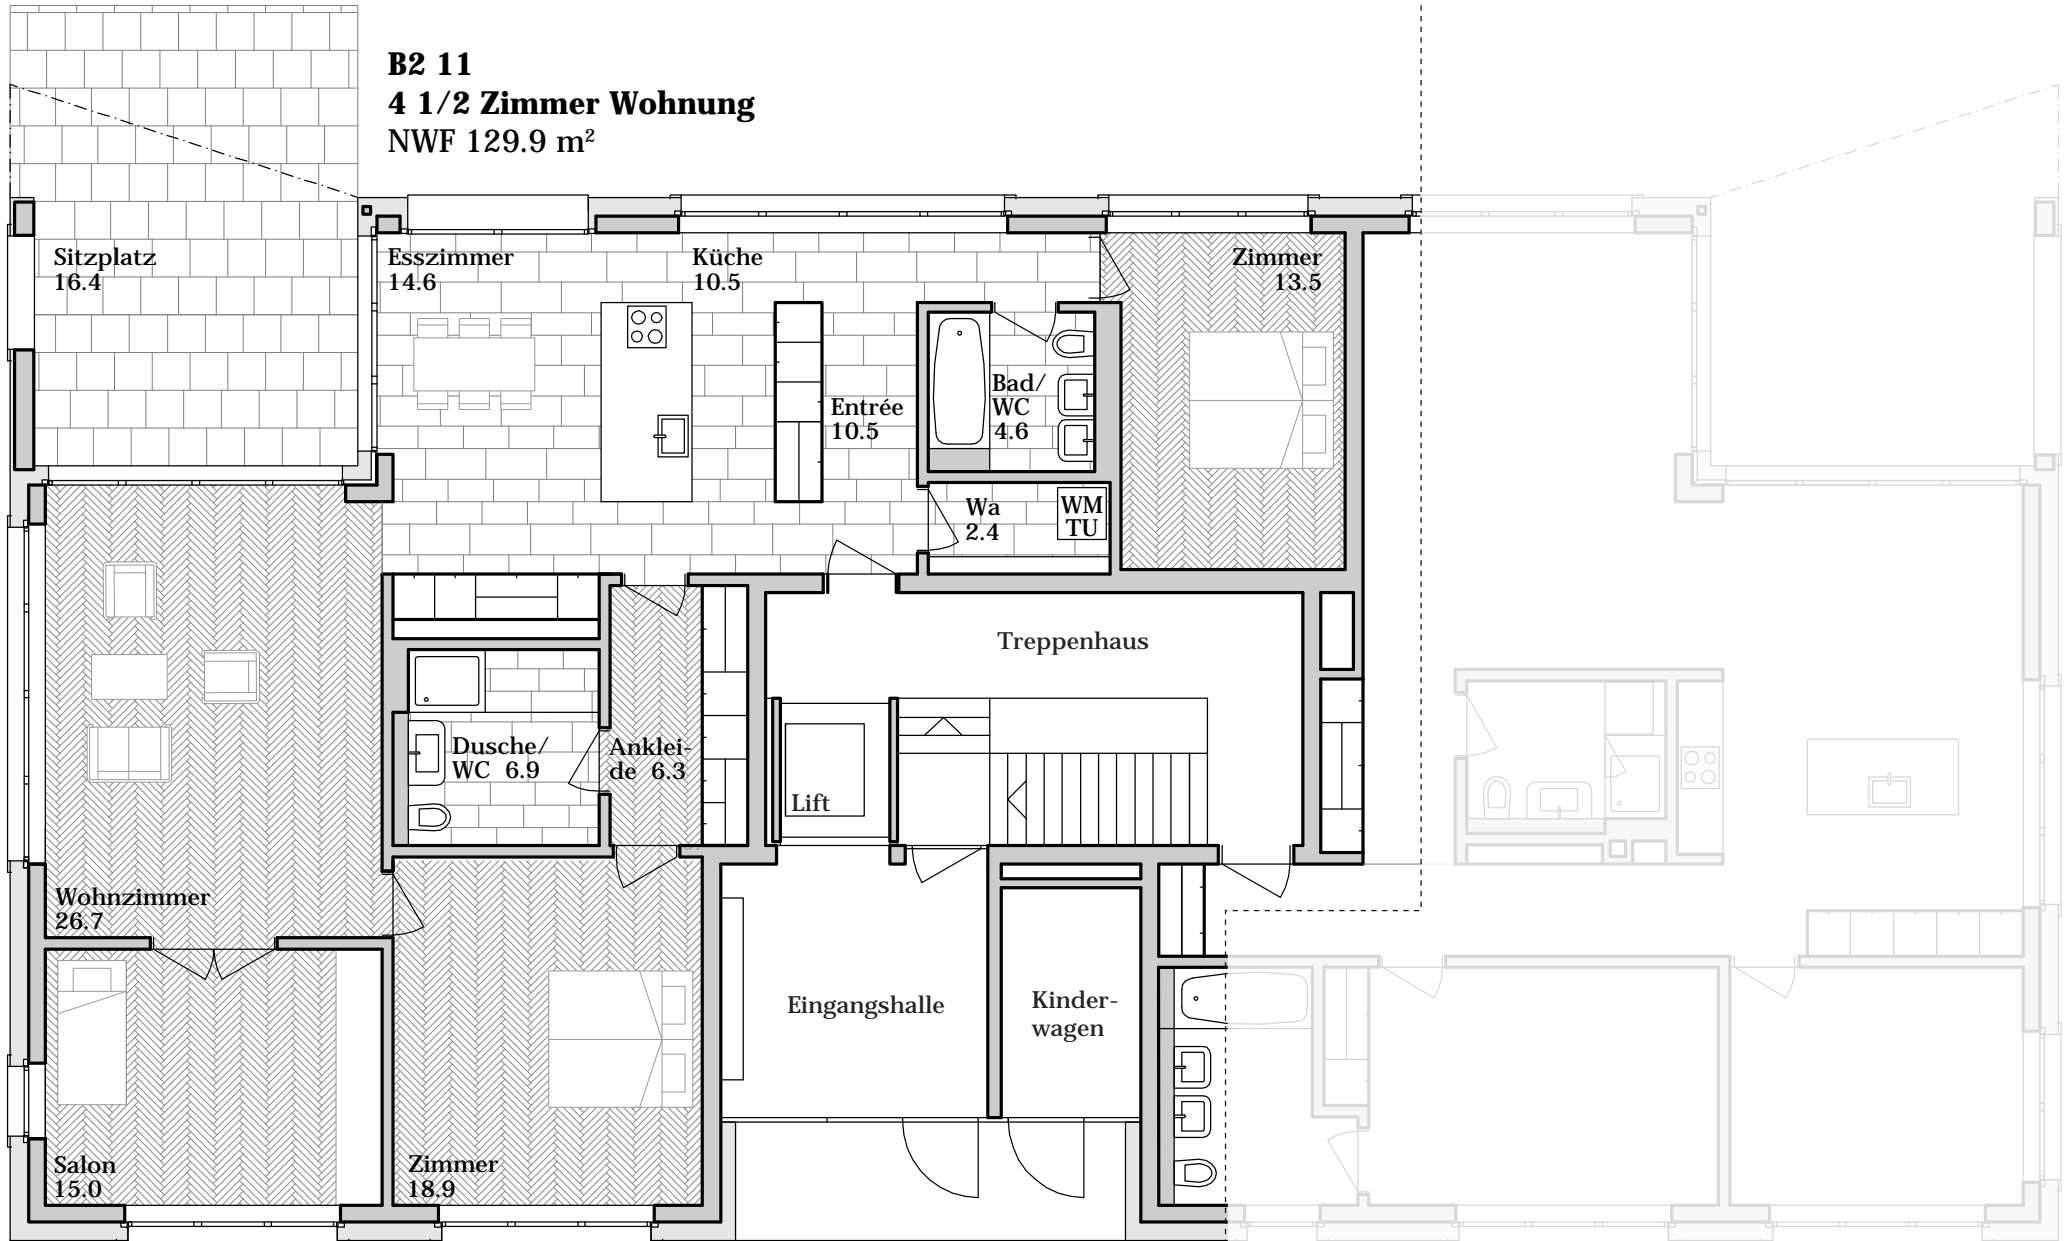 B2 11
4 1/2 Zimmer Wohnung
NWF 129.9 m²
Sitzplatz
16.4
Esszimmer
14.6
Küche
10.5
Zimmer
13.5
Entrée
10.5
Bad/
WC
4.6
Wa
2.4
WM
TU
Treppenhaus
Dusche/
WC 6.9
Anklei-
de 6.3
Lift
Wohnzimmer
26.7
Eingangshalle
Kinder-
wagen
Salon
15.0
Zimmer
18.9